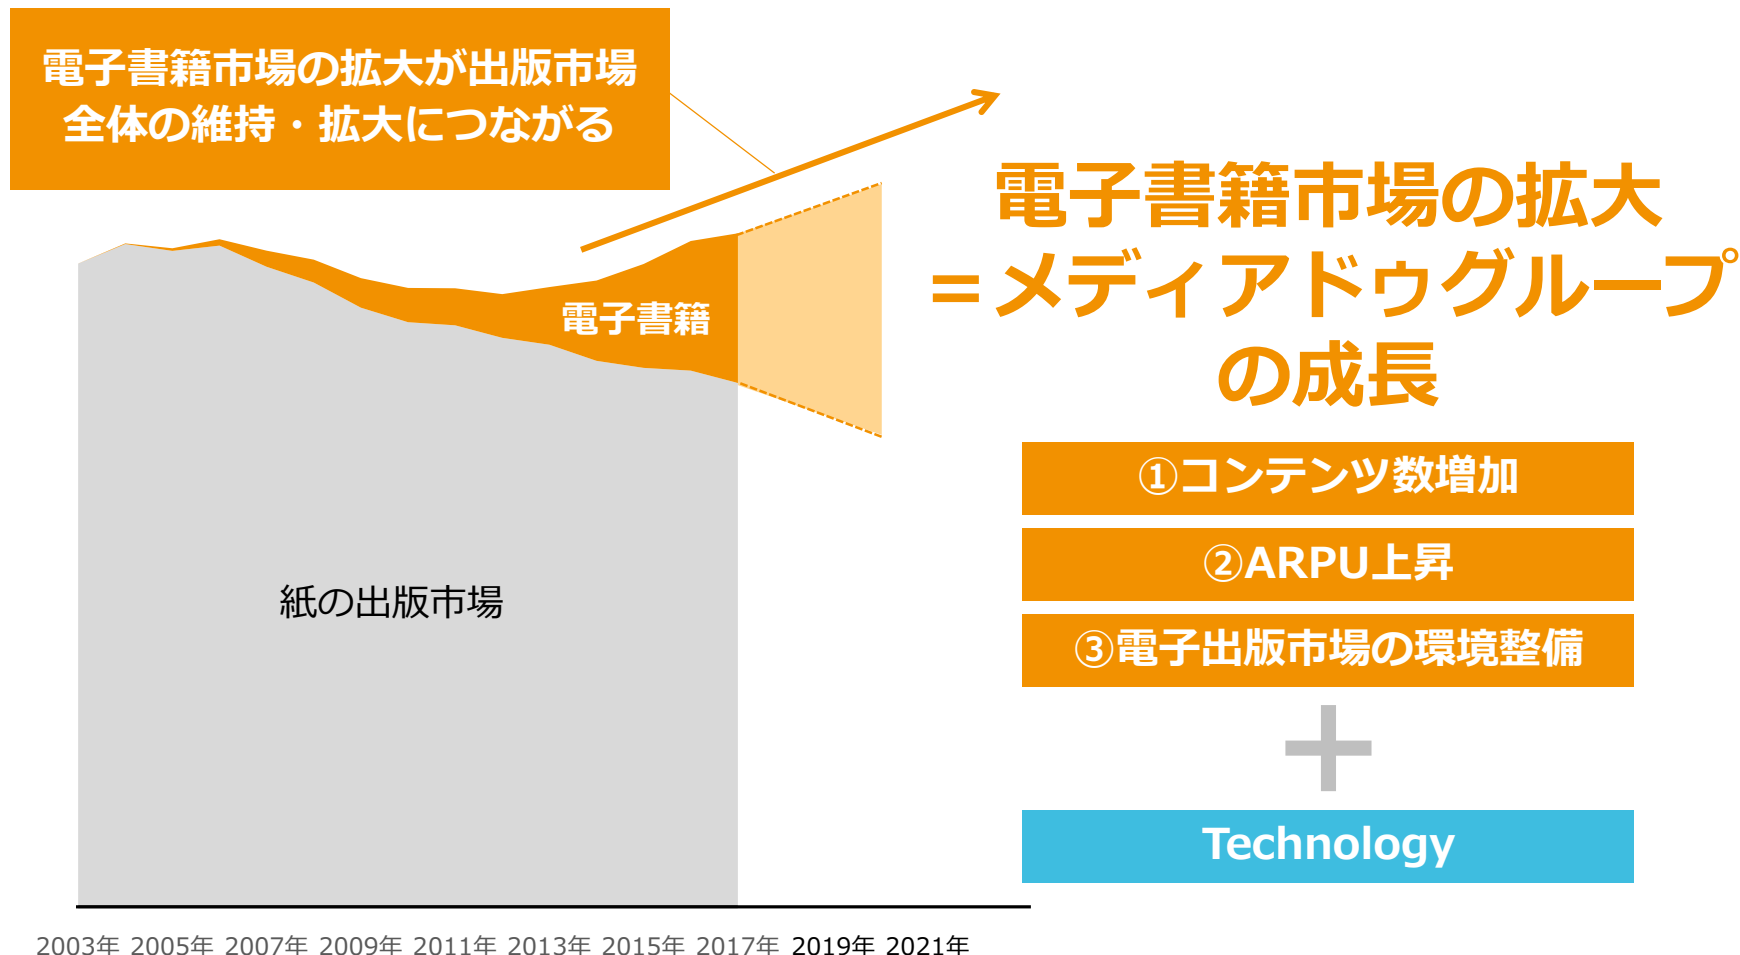 電子書籍市場の拡大が出版市場
全体の維持・拡大につながる
電子書籍市場の拡大
=メディアドゥグループ
の成長
電子書籍
紙の出版市場
①コンテンツ数増加
②ARPU上昇
③電子出版市場の環境整備
+
Technology
2003年 2005年 2007年 2009年 2011年 2013年 2015年 2017年 2019年 2021年